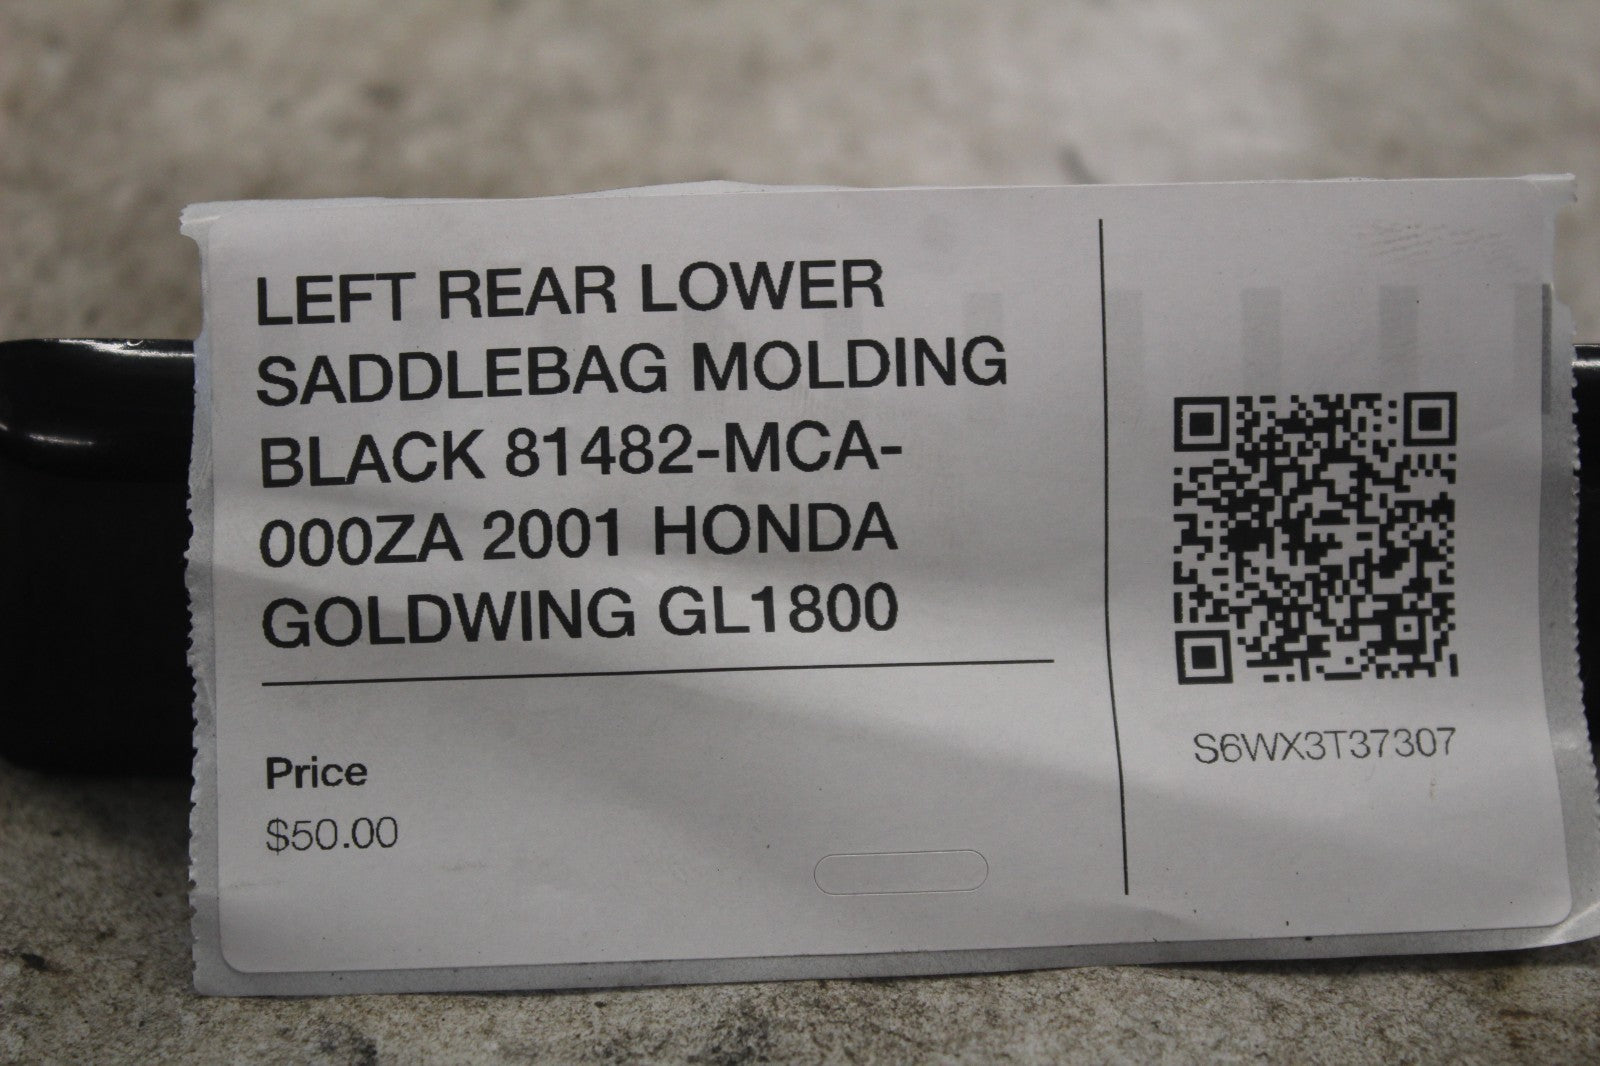 LEFT REAR LOWER
SADDLEBAG MOLDING
BLACK 81482-MCA-
000ZA 2001 HONDA
GOLDWING GL1800
Price
$50.00
S6WX3T37307